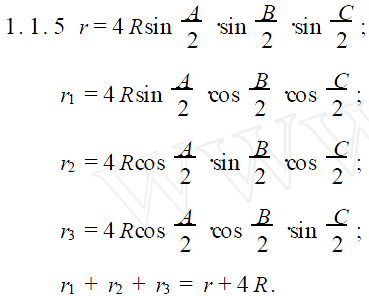 1.1.5 r = 4 R sin A/2 · sin B/2 · sin C/2 ;
r₁ = 4 R sin A/2 · cos B/2 · cos C/2 ;
r₂ = 4 R cos A/2 · sin B/2 · cos C/2 ;
r₃ = 4 R cos A/2 · cos B/2 · sin C/2 ;
r₁ + r₂ + r₃ = r + 4 R.